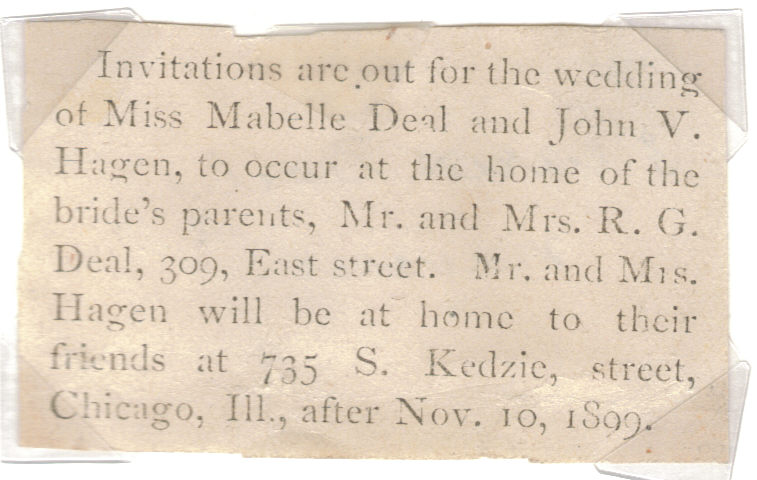 Invitations are out for the wedding
of Miss Mabelle Deal and John V.
Hagen, to occur at the home of the
bride's parents, Mr. and Mrs. R. G.
Deal, 309, East street. Mr. and Mrs.
Hagen will be at home to their
friends at 735 S. Kedzie, street,
Chicago, Ill., after Nov. 10, 1899.